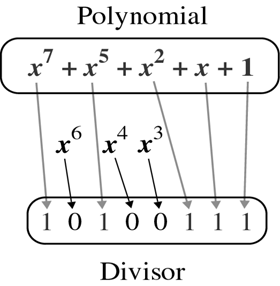 Polynomial
x⁷ + x⁵ + x² + x + 1
x⁶ x⁴ x³
1 0 1 0 0 1 1 1
Divisor